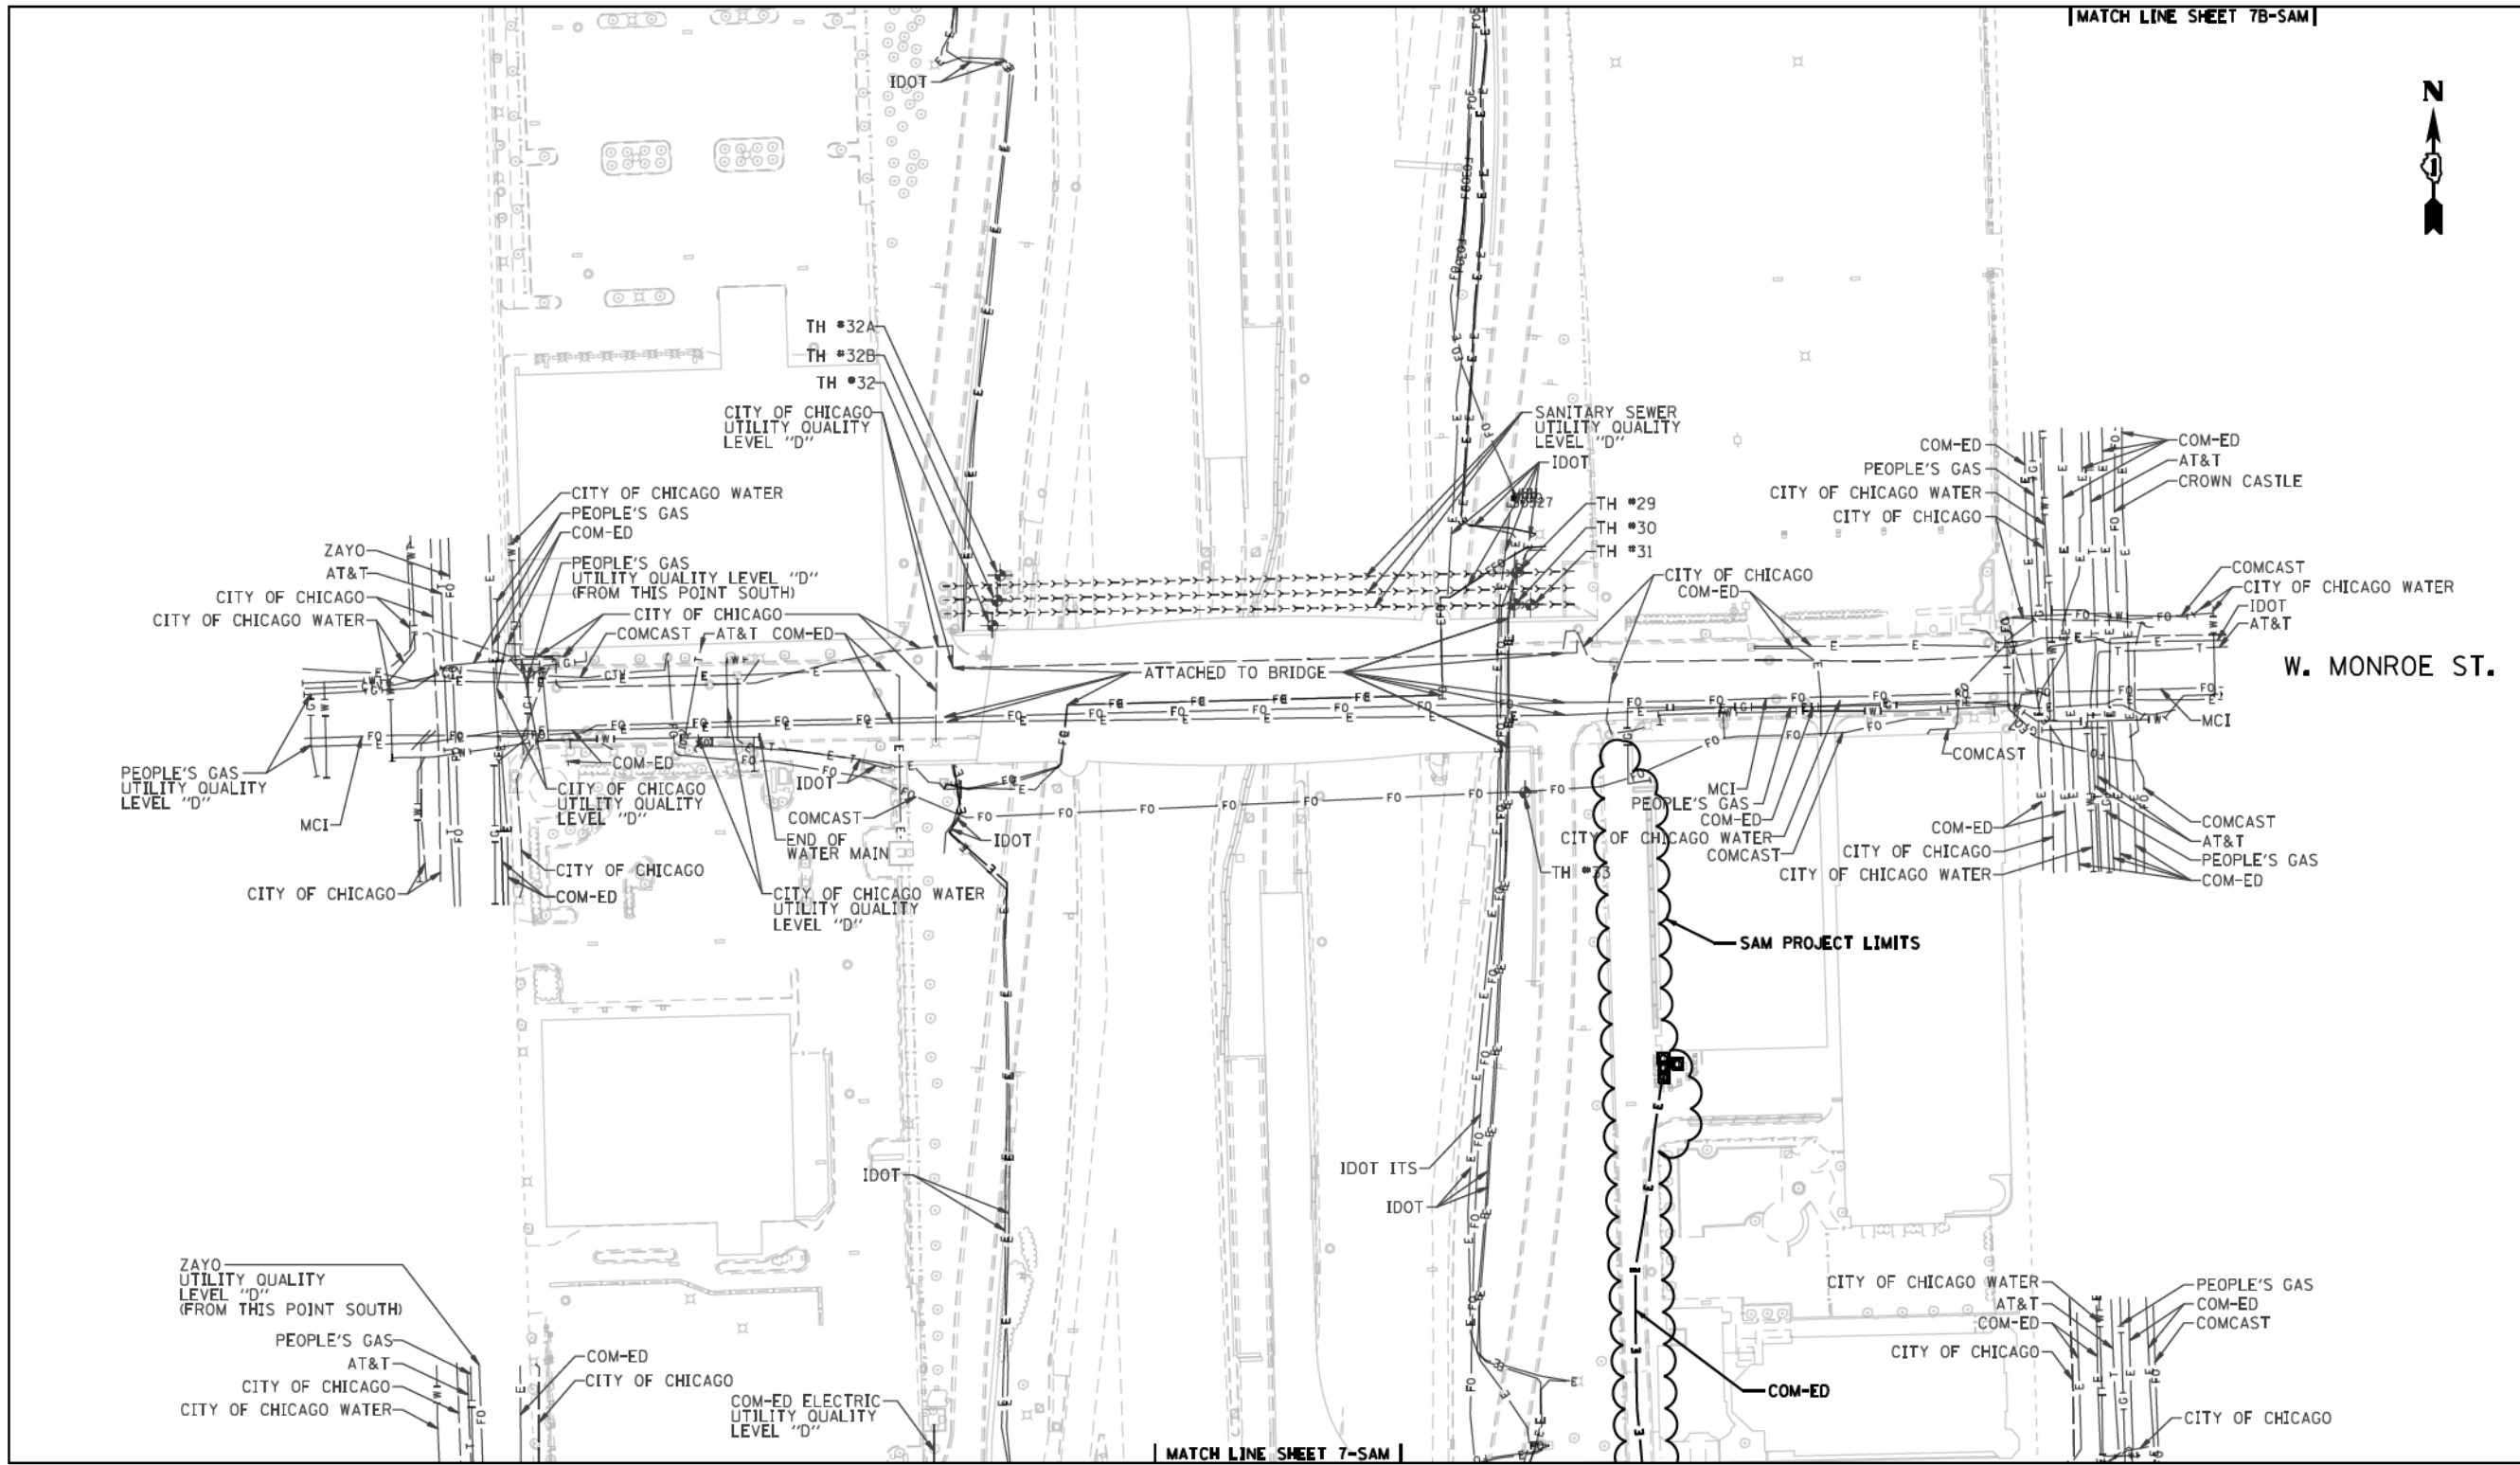 MATCH LINE SHEET 7B-SAM
N
IDOT
TH #32A
TH #32B
TH #32
CITY OF CHICAGO
UTILITY QUALITY
LEVEL "D"
SANITARY SEWER
UTILITY QUALITY
LEVEL "D"
IDOT
TH #29
TH #30
TH #31
COM-ED
PEOPLE'S GAS
CITY OF CHICAGO WATER
CITY OF CHICAGO
COM-ED
AT&T
CROWN CASTLE
CITY OF CHICAGO WATER
PEOPLE'S GAS
COM-ED
ZAYO
AT&T
CITY OF CHICAGO
CITY OF CHICAGO WATER
PEOPLE'S GAS
UTILITY QUALITY LEVEL "D"
(FROM THIS POINT SOUTH)
CITY OF CHICAGO
COMCAST
AT&T
COM-ED
CITY OF CHICAGO
COM-ED
COMCAST
CITY OF CHICAGO WATER
IDOT
AT&T
W. MONROE ST.
ATTACHED TO BRIDGE
MCI
COMCAST
PEOPLE'S GAS
UTILITY QUALITY
LEVEL "D"
MCI
COM-ED
CITY OF CHICAGO
UTILITY QUALITY
LEVEL "D"
IDOT
COMCAST
END OF
WATER MAIN
IDOT
MCI
PEOPLE'S GAS
COM-ED
CITY OF CHICAGO WATER
COMCAST
TH #33
COM-ED
CITY OF CHICAGO
CITY OF CHICAGO WATER
COMCAST
AT&T
PEOPLE'S GAS
COM-ED
CITY OF CHICAGO
CITY OF CHICAGO
COM-ED
CITY OF CHICAGO WATER
UTILITY QUALITY
LEVEL "D"
SAM PROJECT LIMITS
IDOT
IDOT ITS
IDOT
ZAYO
UTILITY QUALITY
LEVEL "D"
(FROM THIS POINT SOUTH)
PEOPLE'S GAS
AT&T
CITY OF CHICAGO
CITY OF CHICAGO WATER
COM-ED
CITY OF CHICAGO
COM-ED ELECTRIC
UTILITY QUALITY
LEVEL "D"
COM-ED
CITY OF CHICAGO WATER
AT&T
COM-ED
CITY OF CHICAGO
PEOPLE'S GAS
COM-ED
COMCAST
CITY OF CHICAGO
MATCH LINE SHEET 7-SAM